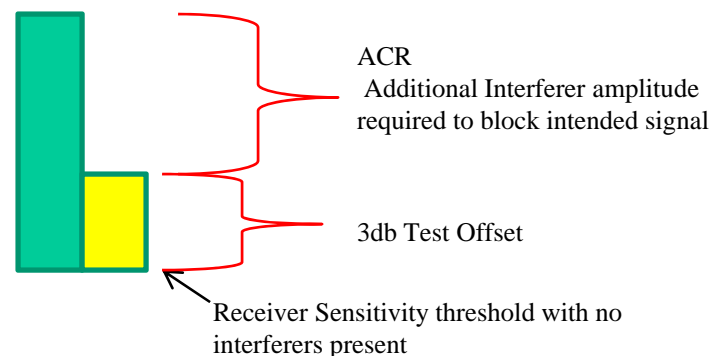 ACR
Additional Interferer amplitude
required to block intended signal
3db Test Offset
Receiver Sensitivity threshold with no
interferers present